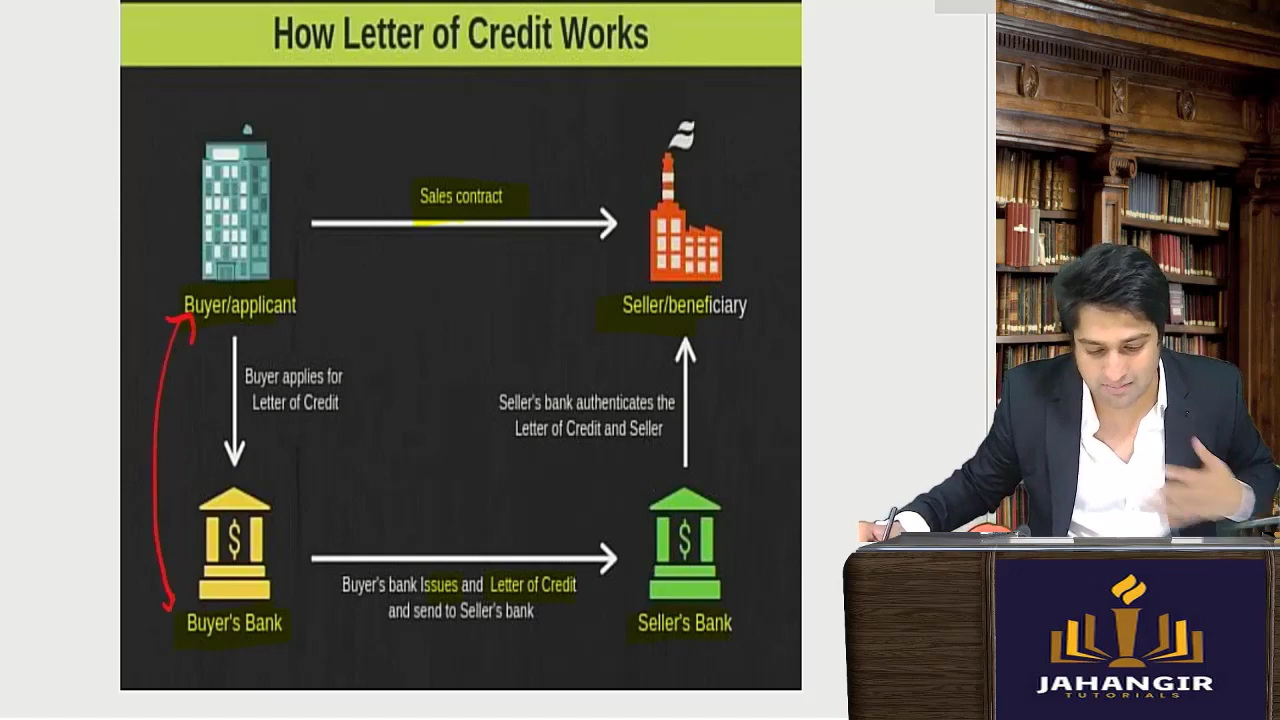 How Letter of Credit Works
Sales contract
Buyer/applicant
Seller/beneficiary
Buyer applies for
Letter of Credit
Seller's bank authenticates the
Letter of Credit and Seller
$
$
Buyer's bank Issues and Letter of Credit
and send to Seller's bank
Buyer's Bank
Seller's Bank
JAHANGIR
TUTORIALS